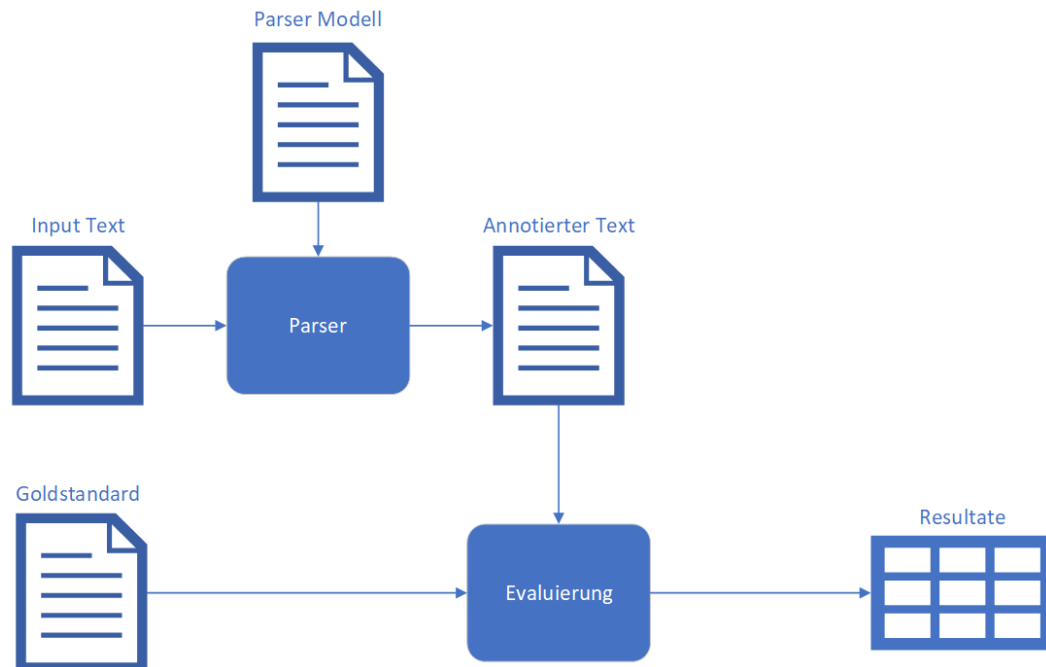 Parser Modell
Input Text
Annotierter Text
Parser
Goldstandard
Resultate
Evaluierung